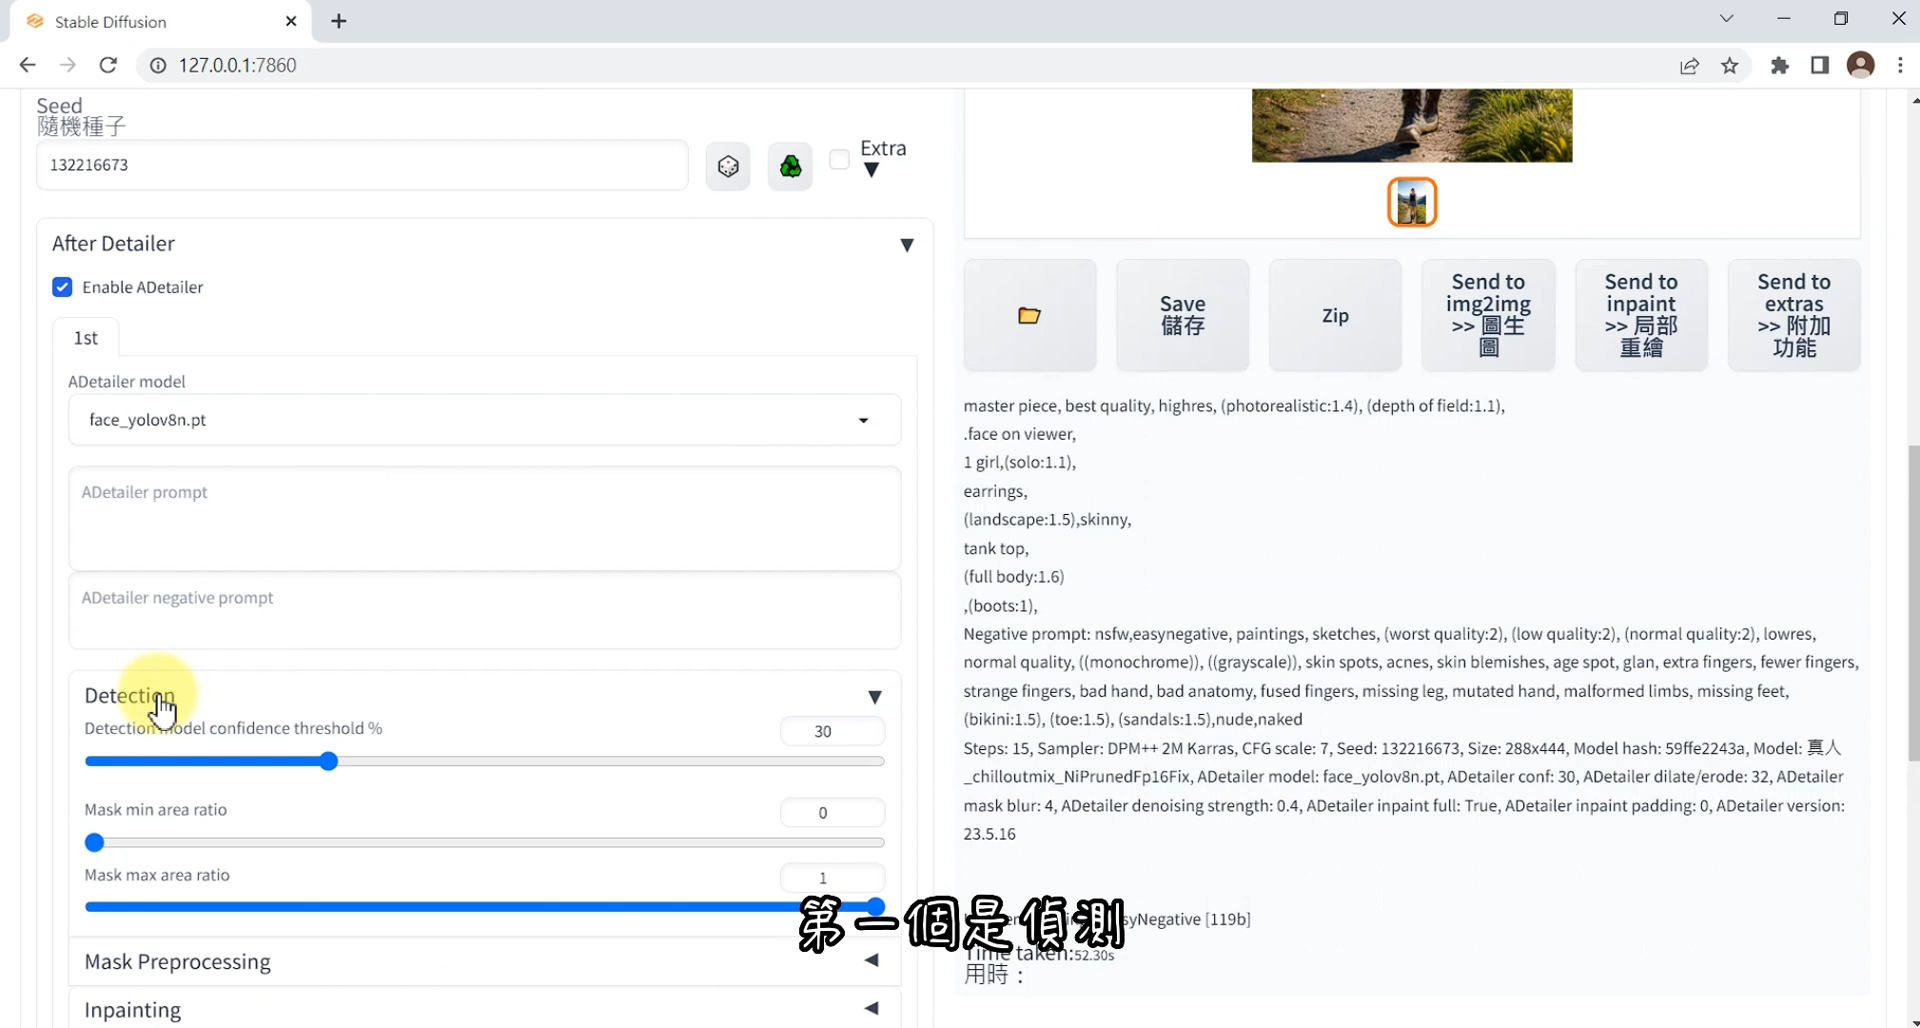 Stable Diffusion
127.0.0.1:7860
Seed
隨機種子
132216673
Extra
After Detailer
Enable ADetailer
1st
ADetailer model
face_yolov8n.pt
ADetailer prompt
ADetailer negative prompt
Detection
Detection model confidence threshold %
30
Mask min area ratio
0
Mask max area ratio
1
Mask Preprocessing
Inpainting
Save
儲存
Zip
Send to
img2img
>> 圖生
圖
Send to
inpaint
>> 局部
重繪
Send to
extras
>> 附加
功能
master piece, best quality, highres, (photorealistic:1.4), (depth of field:1.1),
.face on viewer,
1 girl,(solo:1.1),
earrings,
(landscape:1.5),skinny,
tank top,
(full body:1.6)
,(boots:1),
Negative prompt: nsfw,easynegative, paintings, sketches, (worst quality:2), (low quality:2), (normal quality:2), lowres,
normal quality, ((monochrome)), ((grayscale)), skin spots, acnes, skin blemishes, age spot, glan, extra fingers, fewer fingers,
strange fingers, bad hand, bad anatomy, fused fingers, missing leg, mutated hand, malformed limbs, missing feet,
(bikini:1.5), (toe:1.5), (sandals:1.5),nude,naked
Steps: 15, Sampler: DPM++ 2M Karras, CFG scale: 7, Seed: 132216673, Size: 288x444, Model hash: 59ffe2243a, Model: 真人
_chilloutmix_NiPrunedFp16Fix, ADetailer model: face_yolov8n.pt, ADetailer conf: 30, ADetailer dilate/erode: 32, ADetailer
mask blur: 4, ADetailer denoising strength: 0.4, ADetailer inpaint full: True, ADetailer inpaint padding: 0, ADetailer version:
23.5.16
syNegative [119b]
Time taken:52.30s
用時：
第一個是偵測